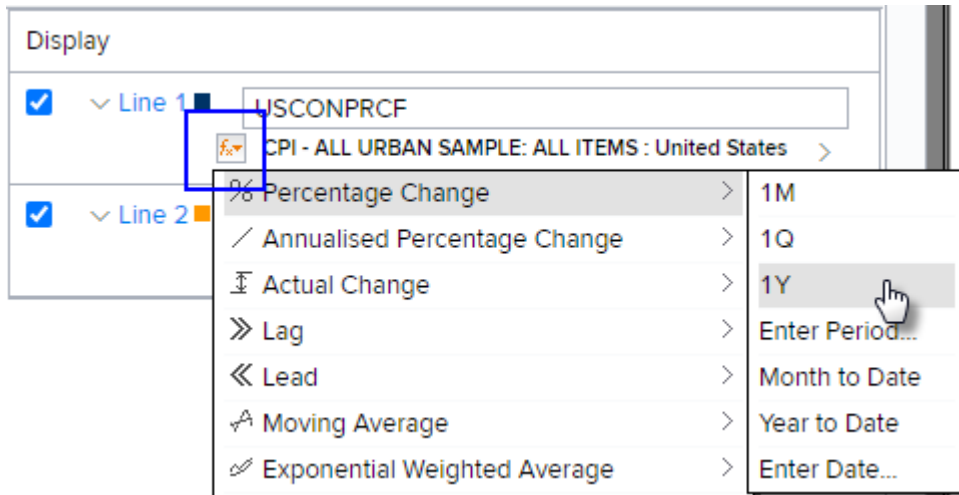 Display
Line 1
USCONPRCF
fx CPI - ALL URBAN SAMPLE: ALL ITEMS : United States
Line 2
% Percentage Change
Annualised Percentage Change
Actual Change
Lag
Lead
Moving Average
Exponential Weighted Average
1M
1Q
1Y
Enter Period...
Month to Date
Year to Date
Enter Date...